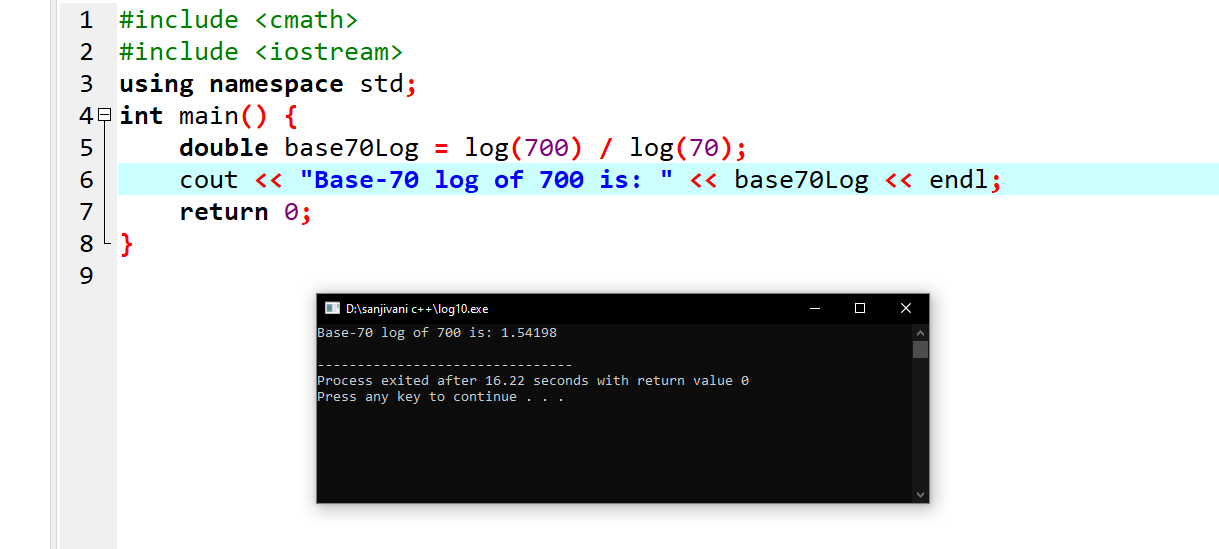 1 #include <cmath>
2 #include <iostream>
3 using namespace std;
4 int main() {
5     double base70Log = log(700) / log(70);
6     cout << "Base-70 log of 700 is: " << base70Log << endl;
7     return 0;
8 }
9
D:\sanjivani c++\log10.exe
Base-70 log of 700 is: 1.54198
--------------------------------
Process exited after 16.22 seconds with return value 0
Press any key to continue . . .